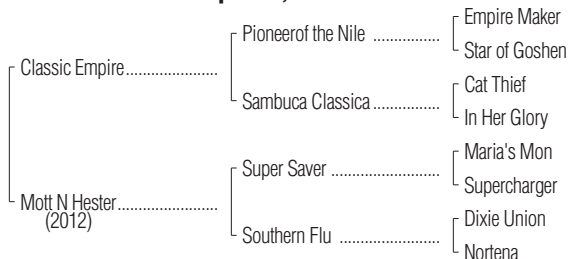 Classic Empire......................
Pioneerof the Nile ................
Empire Maker
Star of Goshen
Sambuca Classica................
Cat Thief
In Her Glory
Mott N Hester........................
(2012)
Super Saver ..........................
Maria's Mon
Supercharger
Southern Flu ........................
Dixie Union
Nortena